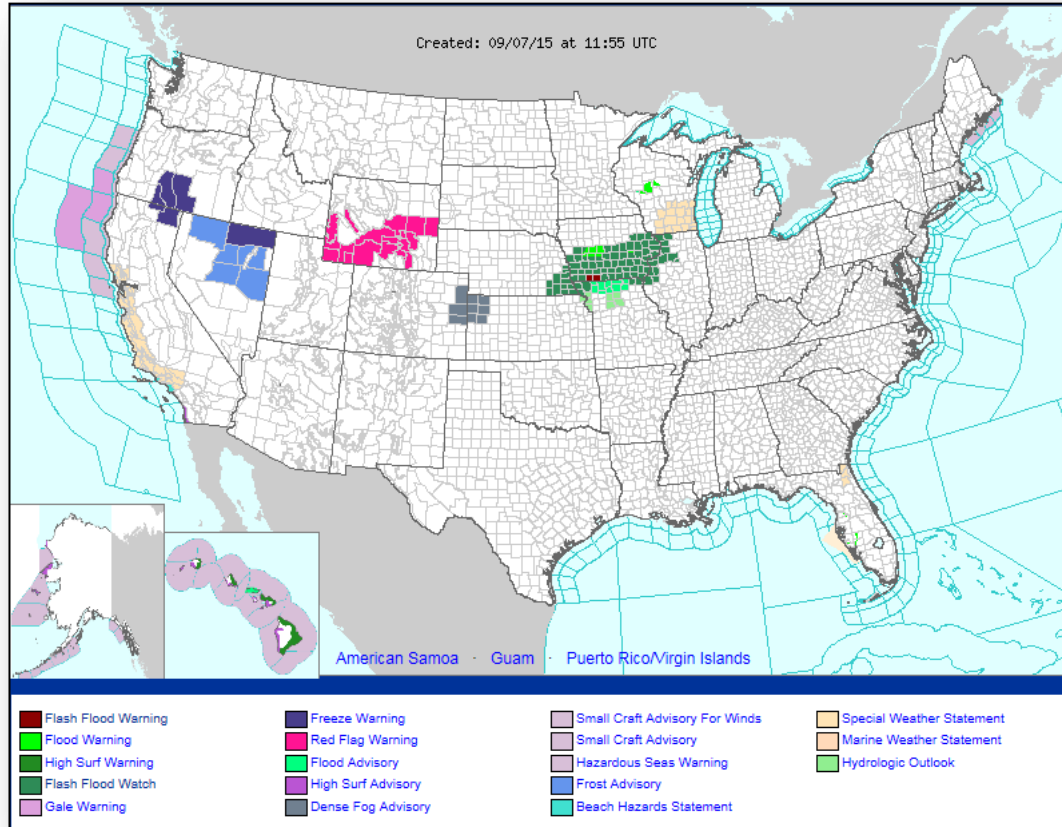 Created: 09/07/15 at 11:55 UTC
American Samoa · Guam · Puerto Rico/Virgin Islands
Flash Flood Warning
Flood Warning
High Surf Warning
Flash Flood Watch
Gale Warning
Freeze Warning
Red Flag Warning
Flood Advisory
High Surf Advisory
Dense Fog Advisory
Small Craft Advisory For Winds
Small Craft Advisory
Hazardous Seas Warning
Frost Advisory
Beach Hazards Statement
Special Weather Statement
Marine Weather Statement
Hydrologic Outlook